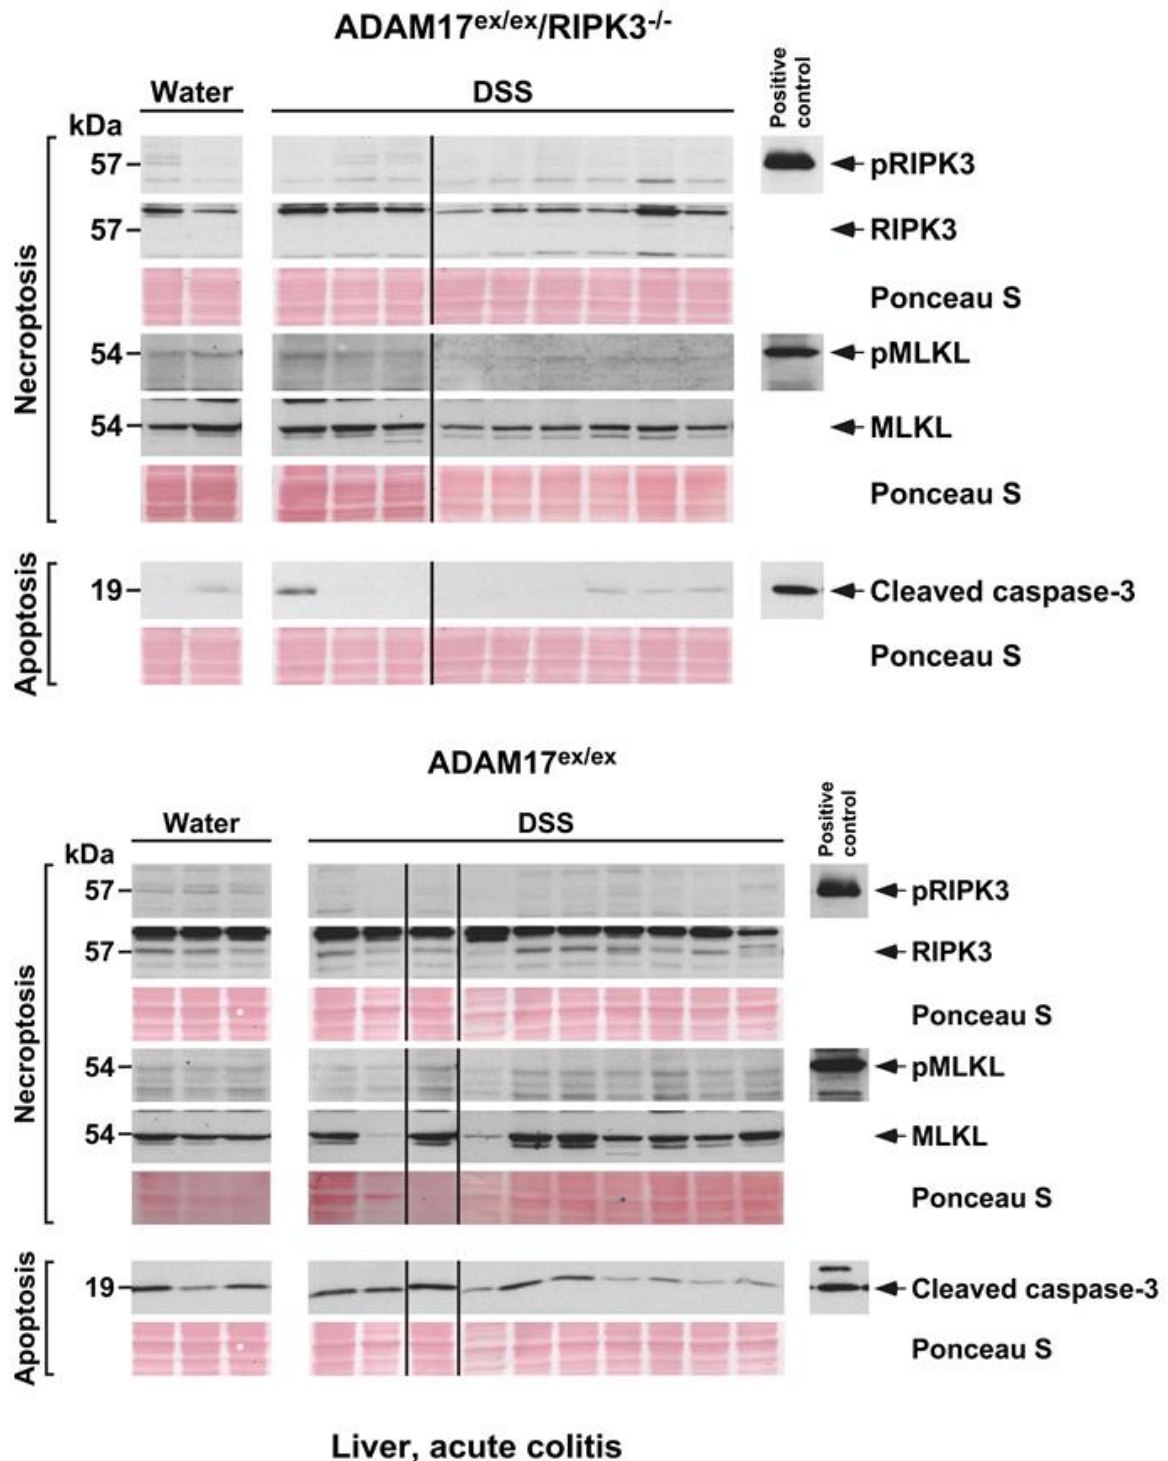 ADAM17ex/ex/RIPK3-/-
Water
DSS
Positive control
kDa
57
pRIPK3
57
RIPK3
Ponceau S
54
pMLKL
54
MLKL
Ponceau S
Necroptosis
19
Cleaved caspase-3
Ponceau S
Apoptosis
ADAM17ex/ex
Water
DSS
Positive control
kDa
57
pRIPK3
57
RIPK3
Ponceau S
54
pMLKL
54
MLKL
Ponceau S
Necroptosis
19
Cleaved caspase-3
Ponceau S
Apoptosis
Liver, acute colitis